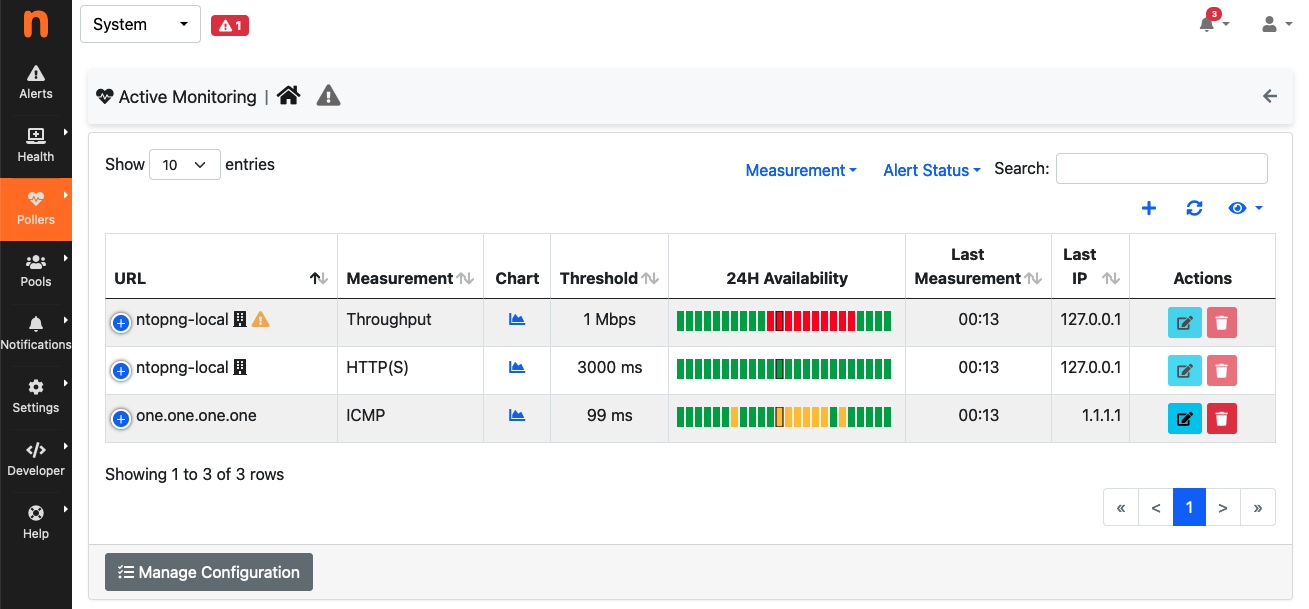 n
System
1
3
Alerts
Health
Pollers
Pools
Notifications
Settings
Developer
Help
Active Monitoring |
Show 10 entries
Measurement Alert Status Search:
URL Measurement Chart Threshold 24H Availability Last Measurement Last IP Actions
ntopng-local Throughput 1 Mbps 00:13 127.0.0.1
ntopng-local HTTP(S) 3000 ms 00:13 127.0.0.1
one.one.one.one ICMP 99 ms 00:13 1.1.1.1
Showing 1 to 3 of 3 rows
« < 1 > »
Manage Configuration